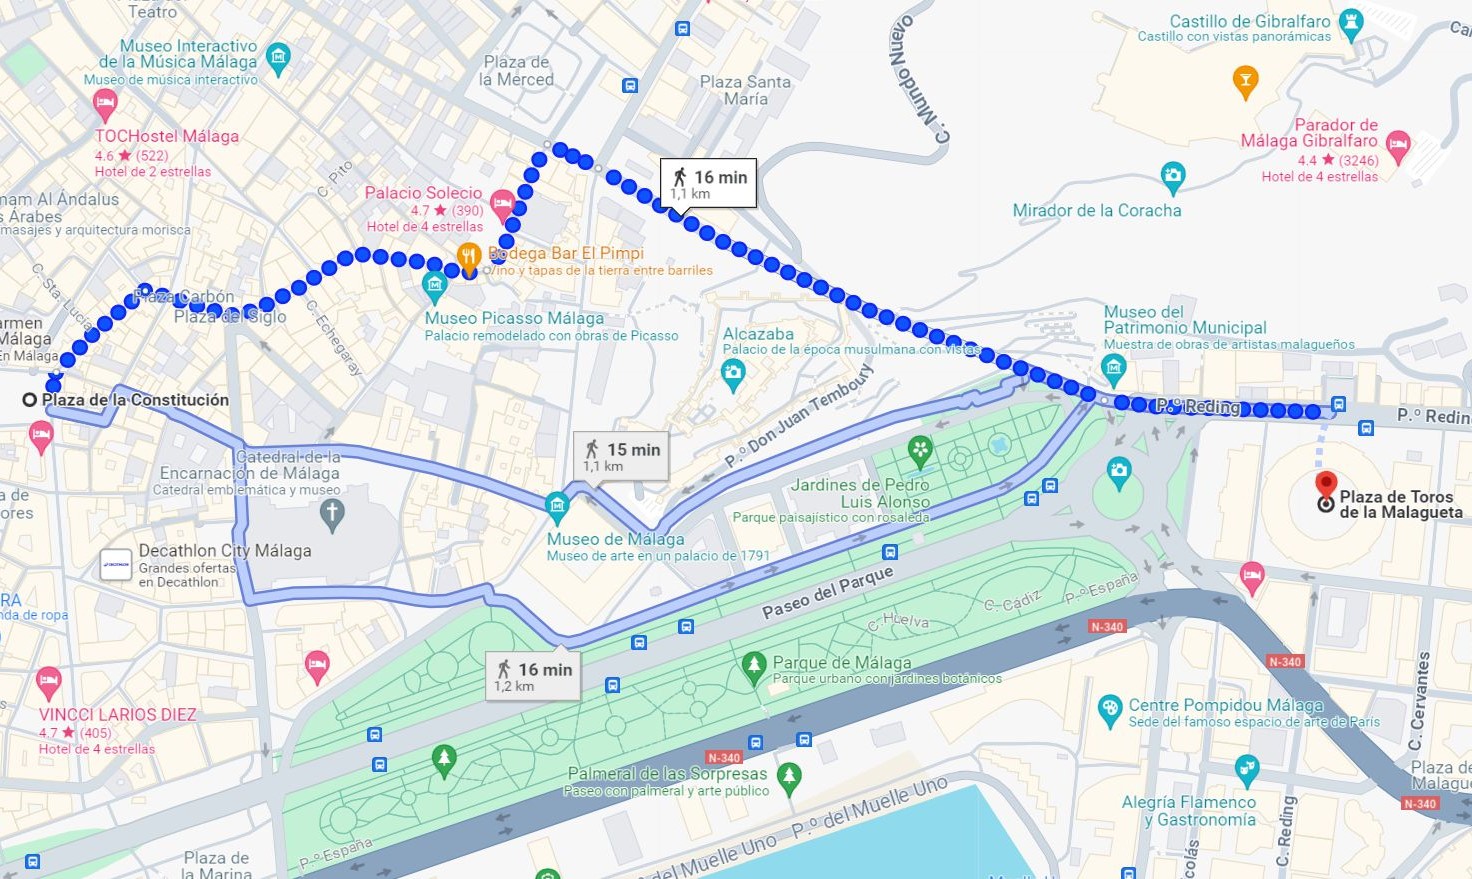 Plaza del
Teatro
Museo Interactivo
de la Música Málaga
Museo de música interactivo
TOCHostel Málaga
4.6 ★ (522)
Hotel de 2 estrellas
Plaza de
la Merced
Plaza Santa
María
C. Mundo Nuevo
Castillo de Gibralfaro
Castillo con vistas panorámicas
Parador de
Málaga Gibralfaro
4.4 ★ (3246)
Hotel de 4 estrellas
Mirador de la Coracha
C. Pito
Palacio Solecio
4.7 ★ (390)
Hotel de 4 estrellas
16 min
1,1 km
mam Al Ándalus
s Árabes
masajes y arquitectura morisca
Bodega Bar El Pimpi
Vino y tapas de la tierra entre barriles
C. Sta. Lucía
Plaza Carbón
Plaza del Siglo
C. Echegaray
armen
Málaga
En Málaga
Museo Picasso Málaga
Palacio remodelado con obras de Picasso
Alcazaba
Palacio de la época musulmana con vistas
Museo del
Patrimonio Municipal
Muestra de obras de artistas malagueños
Plaza de la Constitución
P.º Don Juan Temboury
P.º Reding
P.º Redin
15 min
1,1 km
Catedral de la
Encarnación de Málaga
Catedral emblemática y museo
Jardines de Pedro
Luis Alonso
Parque paisajístico con rosaleda
Plaza de Toros
de la Malagueta
a de
ores
Museo de Málaga
Museo de arte en un palacio de 1791
Decathlon City Málaga
Grandes ofertas
en Decathlon
RA
nda de ropa
Paseo del Parque
C. Huelva
C. Cádiz
P.º España
N-340
N-340
16 min
1,2 km
Parque de Málaga
Parque urbano con jardines botánicos
VINCCI LARIOS DIEZ
4.7 ★ (405)
Hotel de 4 estrellas
Centre Pompidou Málaga
Sede del famoso espacio de arte de París
C. Cervantes
N-340
Palmeral de las Sorpresas
Paseo con palmeral y arte público
Plaza de
Malague
N-340
Alegría Flamenco
y Gastronomía
C. Reding
P.º España
del Muelle Uno
P.º del Muelle Uno
Plaza de
la Marina